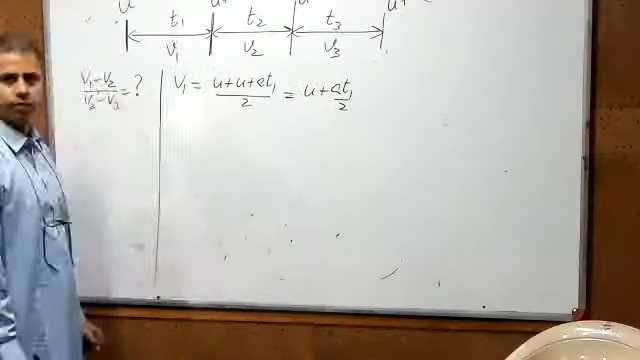 u
t₁ t₂ t₃
v₁ v₂ v₃
(v₁-v₂)/(v₂-v₃) = ?
v₁ = (u+u+at₁)/2 = u+at₁/2